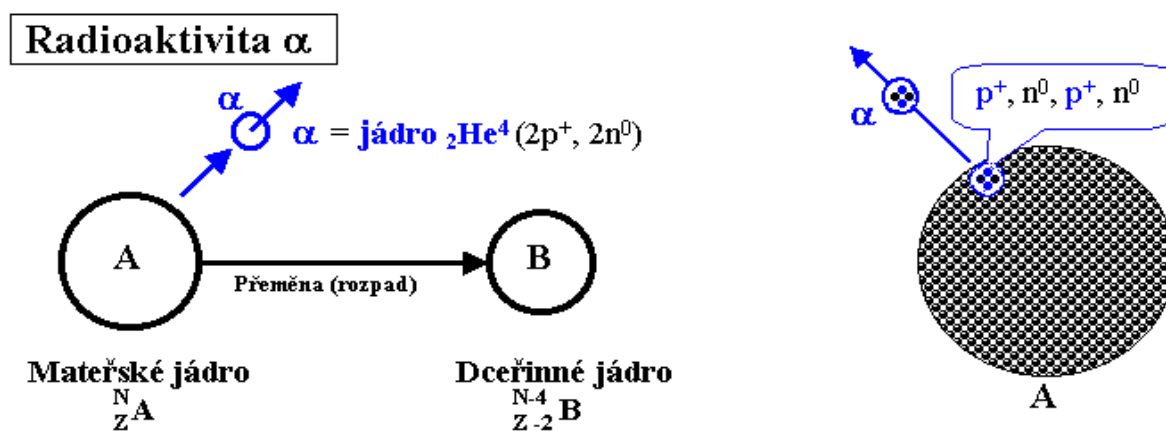 Radioaktivita α
α
α = jádro ₂He⁴ (2p⁺, 2n⁰)
A
Přeměna (rozpad)
B
Mateřské jádro
ᴺ_Z A
Dceřinné jádro
ᴺ⁻⁴_Z-2 B
α
p⁺, n⁰, p⁺, n⁰
A